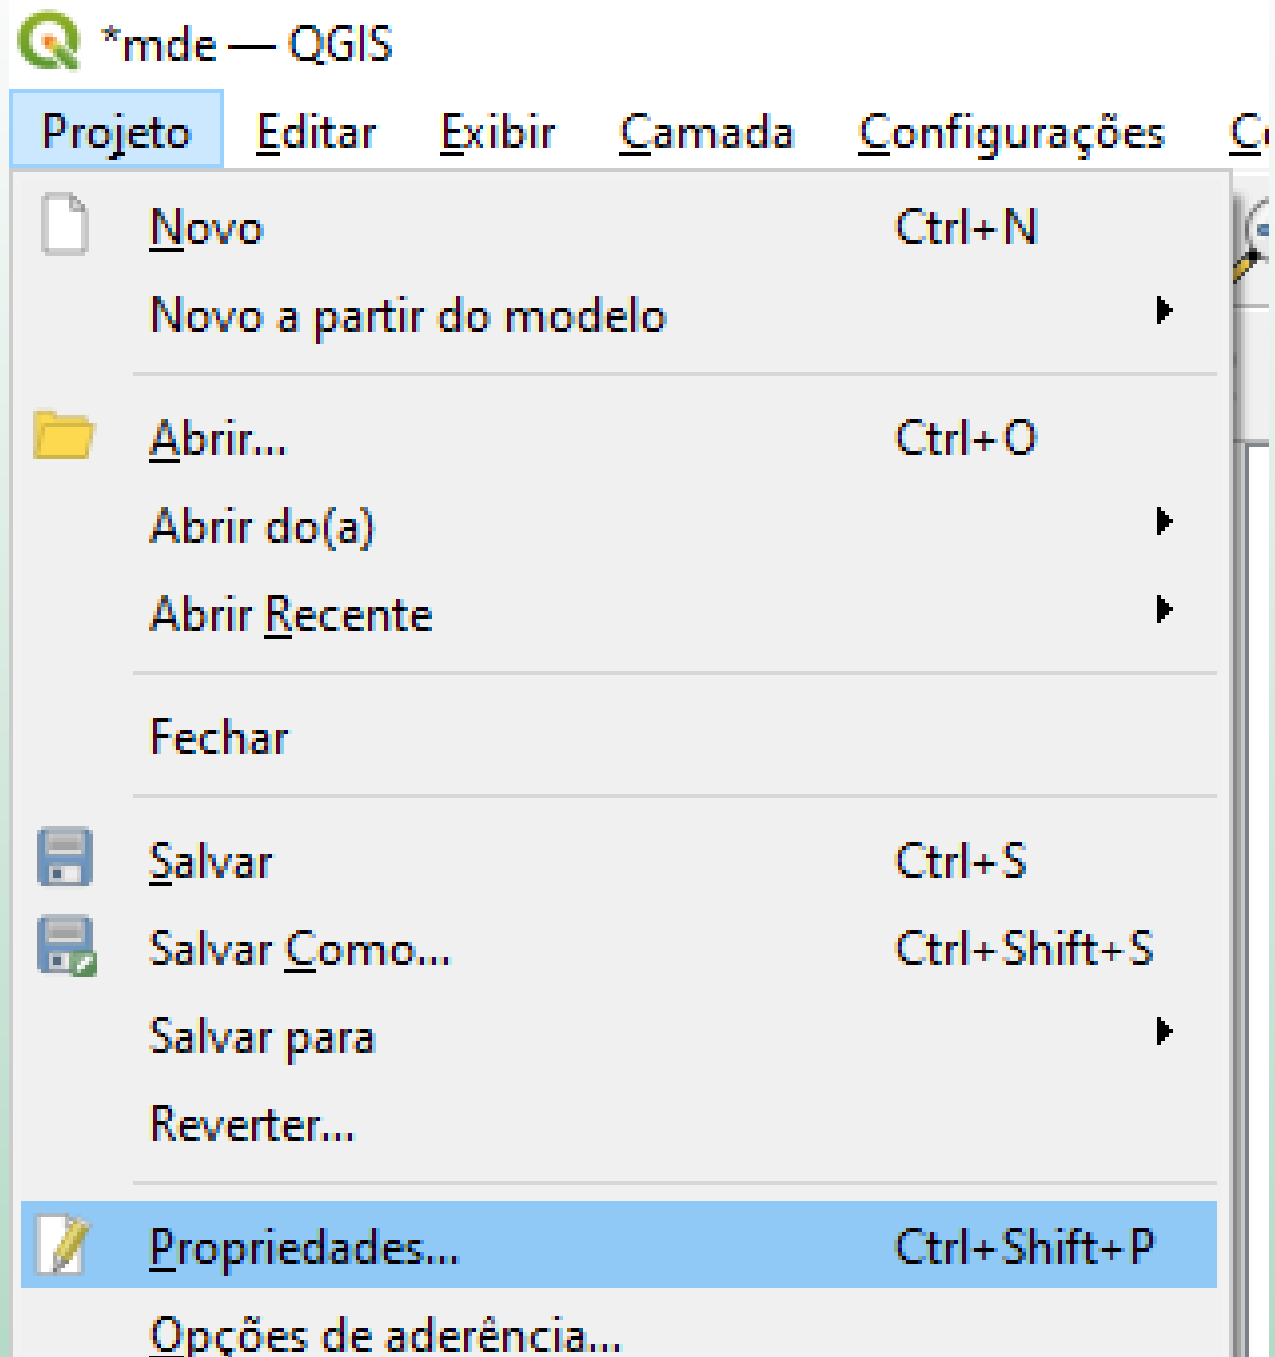 *mde — QGIS
Projeto Editar Exibir Camada Configurações
Novo Ctrl+N
Novo a partir do modelo
Abrir... Ctrl+O
Abrir do(a)
Abrir Recente
Fechar
Salvar Ctrl+S
Salvar Como... Ctrl+Shift+S
Salvar para
Reverter...
Propriedades... Ctrl+Shift+P
Opções de aderência...